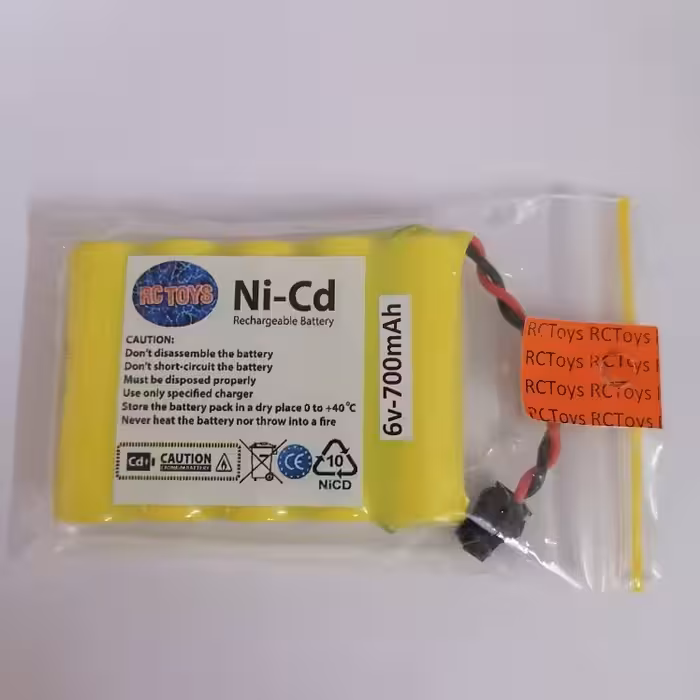 RC TOYS
Ni-Cd
Rechargeable Battery
CAUTION:
Don't disassemble the battery
Don't short-circuit the battery
Must be disposed properly
Use only specified charger
Store the battery pack in a dry place 0 to +40°C
Never heat the battery nor throw into a fire
Cd
CAUTION
CE
10
NiCD
6v-700mAh
RCToys RCToys
RCToys RCToys
RCToys RCToys
RCToys RCToys